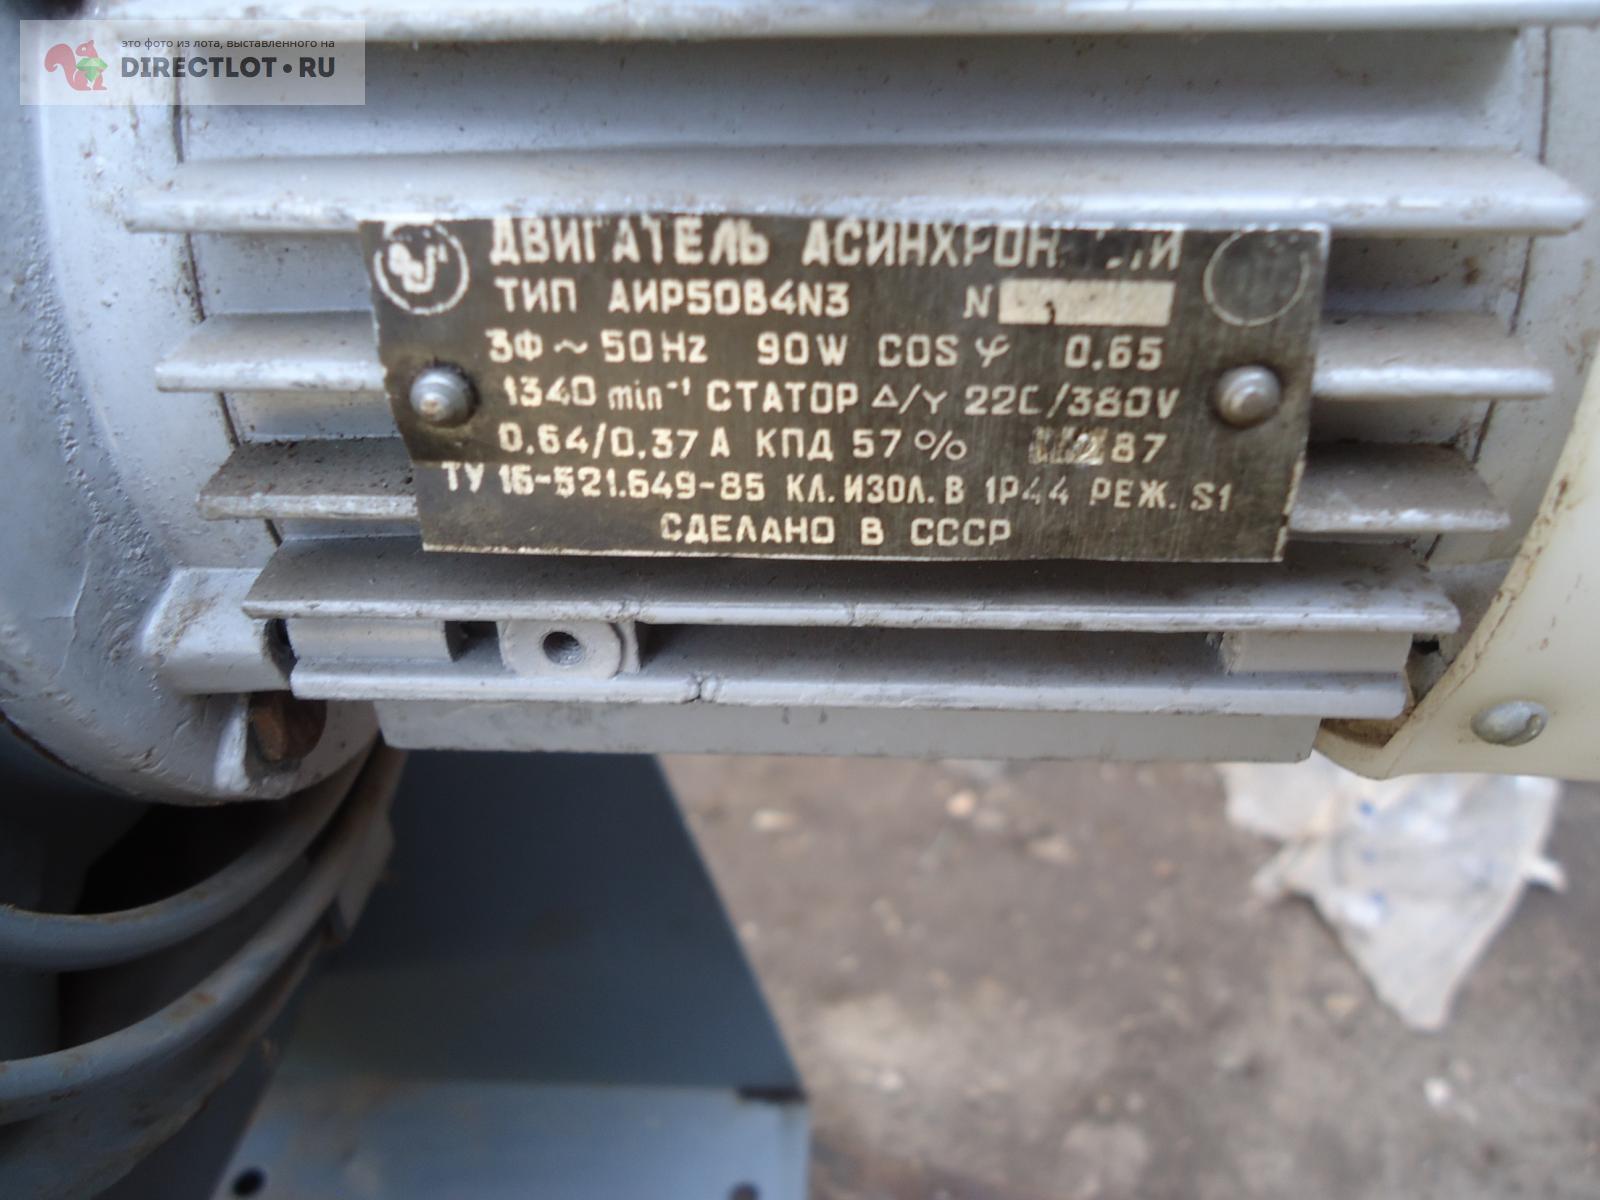 это фото из лота, выставленного на
DIRECTLOT•RU
ДВИГАТЕЛЬ
ТИП АИР50В4N3 N
3Ф ~ 50Hz 90W COS φ 0.65
1340 min⁻¹ СТАТОР △/Y 220/380V
0.64/0.37 А КПД 57 % 87
ТУ 16-521.649-85 КЛ. ИЗОЛ. В 1Р44 РЕЖ. S1
СДЕЛАНО В СССР